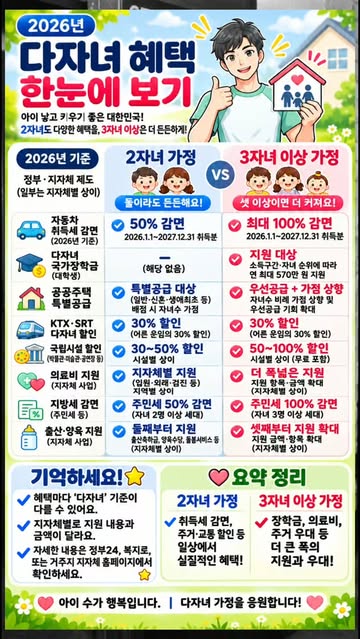 2026년
다자녀 혜택
한눈에 보기
아이 낳고 키우기 좋은 대한민국!
2자녀도 다양한 혜택을, 3자녀 이상은 더 든든하게!
2026년 기준
정부·지자체 제도
(일부는 지자체별 상이)
2자녀 가정
둘이라도 든든해요!
VS
3자녀 이상 가정
셋 이상이면 더 커져요!
자동차
취득세 감면
(2026년 기준)
50% 감면
2026.1.1~2027.12.31 취득분
최대 100% 감면
2026.1.1~2027.12.31 취득분
다자녀
국가장학금
(대학생)
–
(해당 없음)
지원 대상
소득구간·자녀 순위에 따라
연 최대 570만 원 지원
공공주택
특별공급
특별공급 대상
(일반·신혼·생애최초 등)
배점 시 자녀수 가점
우선공급 + 가점 상향
자녀수 비례 가점 상향 및
우선공급 기회 확대
KTX·SRT
다자녀 할인
30% 할인
(어른 운임의 30% 할인)
30% 할인
(어른 운임의 30% 할인)
국립시설 할인
(박물관·미술관·공연장 등)
30~50% 할인
시설별 상이
50~100% 할인
시설별 상이 (무료 포함)
의료비 지원
(지자체 사업)
지자체별 지원
(입원·외래·검진 등)
지역별 상이
더 폭넓은 지원
지원 항목·금액 확대
(지자체별 상이)
지방세 감면
(주민세 등)
주민세 50% 감면
(자녀 2명 이상 세대)
주민세 100% 감면
(자녀 3명 이상 세대)
출산·양육 지원
(지자체 사업)
둘째부터 지원
출산축하금, 양육수당, 돌봄서비스 등
(지자체별 상이)
셋째부터 지원 확대
지원 금액·항목 확대
(지자체별 상이)
기억하세요!
혜택마다 '다자녀' 기준이
다를 수 있어요.
지자체별로 지원 내용과
금액이 달라요.
자세한 내용은 정부24, 복지로,
또는 거주지 지자체 홈페이지에서
확인하세요.
요약 정리
2자녀 가정
취득세 감면,
주거·교통 할인 등
일상에서
실질적인 혜택!
3자녀 이상 가정
장학금, 의료비,
주거 우대 등
더 큰 폭의
지원과 우대!
아이 수가 행복입니다. | 다자녀 가정을 응원합니다!